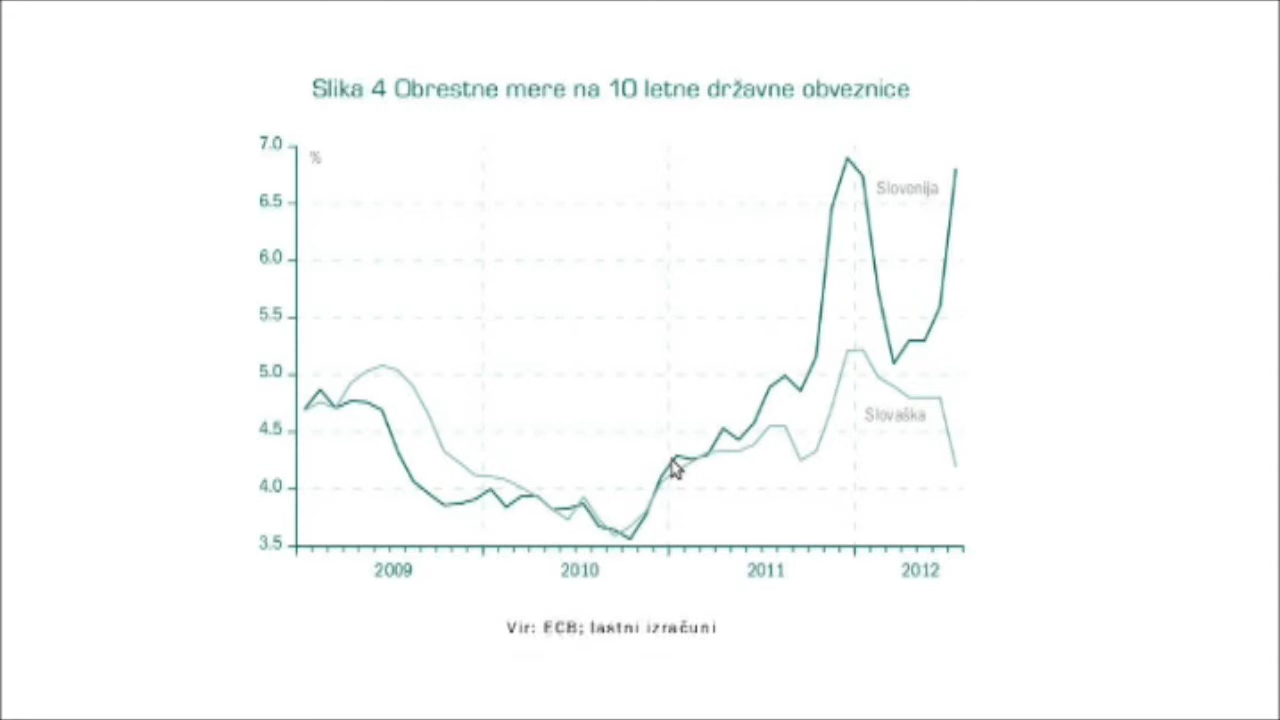 Slika 4 Obrestne mere na 10 letne državne obveznice
7.0
%
Slovenija
6.5
6.0
5.5
5.0
Slovaška
4.5
4.0
3.5
2009 2010 2011 2012
Vir: ECB; lastni izračuni